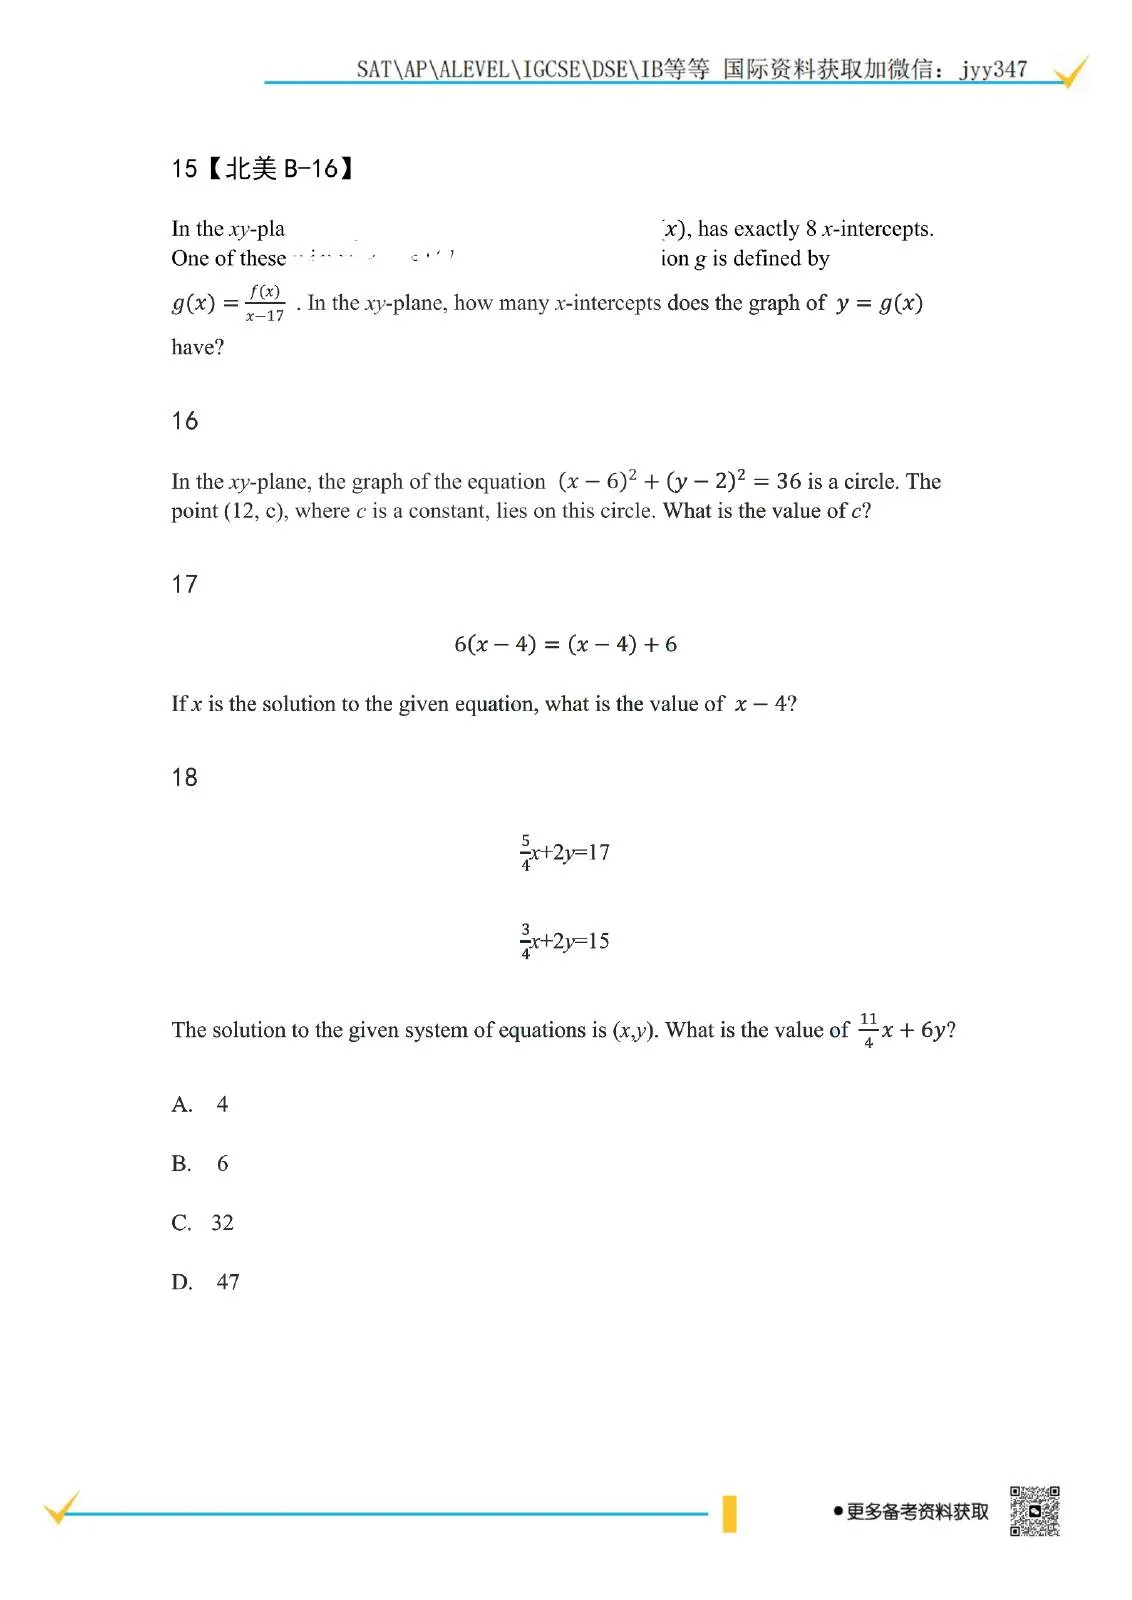 SAT\AP\ALEVEL\IGCSE\DSE\IB等等 国际资料获取加微信：jyy347
15【北美 B-16】
In the xy-pla x), has exactly 8 x-intercepts.
One of these ion g is defined by
g(x) = f(x)/(x−17) . In the xy-plane, how many x-intercepts does the graph of y = g(x)
have?
16
In the xy-plane, the graph of the equation (x − 6)² + (y − 2)² = 36 is a circle. The
point (12, c), where c is a constant, lies on this circle. What is the value of c?
17
6(x − 4) = (x − 4) + 6
If x is the solution to the given equation, what is the value of x − 4?
18
5/4x+2y=17
3/4x+2y=15
The solution to the given system of equations is (x,y). What is the value of 11/4 x + 6y?
A. 4
B. 6
C. 32
D. 47
●更多备考资料获取